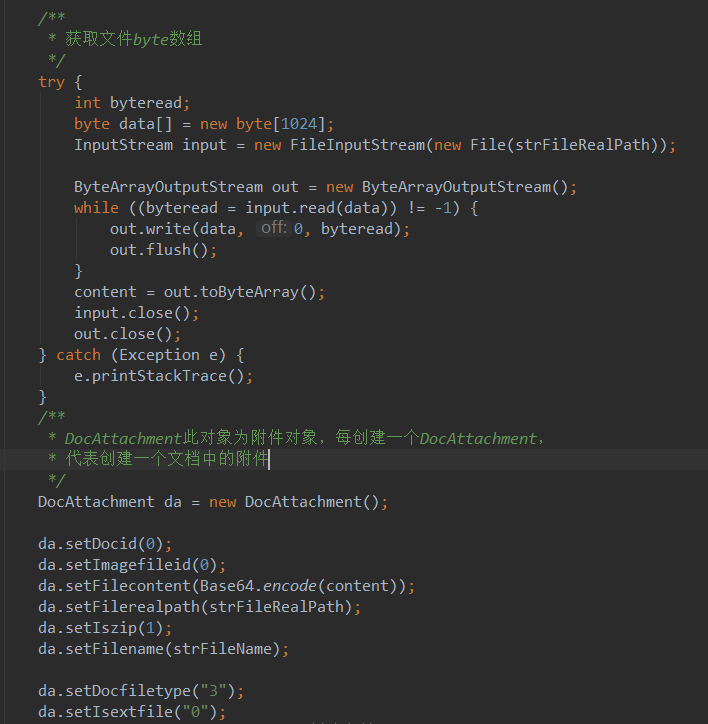 /**
 * 获取文件byte数组
 */
try {
    int byteread;
    byte data[] = new byte[1024];
    InputStream input = new FileInputStream(new File(strFileRealPath));

    ByteArrayOutputStream out = new ByteArrayOutputStream();
    while ((byteread = input.read(data)) != -1) {
        out.write(data, off: 0, byteread);
        out.flush();
    }
    content = out.toByteArray();
    input.close();
    out.close();
} catch (Exception e) {
    e.printStackTrace();
}
/**
 * DocAttachment此对象为附件对象，每创建一个DocAttachment，
 * 代表创建一个文档中的附件
 */
DocAttachment da = new DocAttachment();

da.setDocid(0);
da.setImagefileid(0);
da.setFilecontent(Base64.encode(content));
da.setFilerealpath(strFileRealPath);
da.setIszip(1);
da.setFilename(strFileName);

da.setDocfiletype("3");
da.setIsextfile("0");